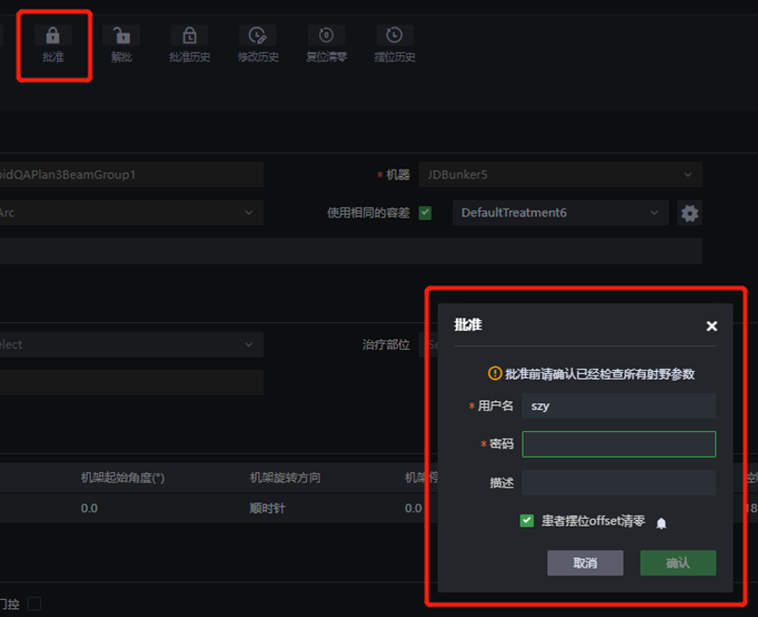 批准 解批 批准历史 修改历史 复位清零 摆位历史
oidQAPlan3BeamGroup1 * 机器 JDBunker5
Arc 使用相同的容差 DefaultTreatment6
elect 治疗部位 Se
批准
批准前请确认已经检查所有射野参数
* 用户名 szy
* 密码
描述
患者摆位offset清零
取消 确认
机架起始角度(°) 机架旋转方向 机架停
0.0 顺时针 0.0 18
门控